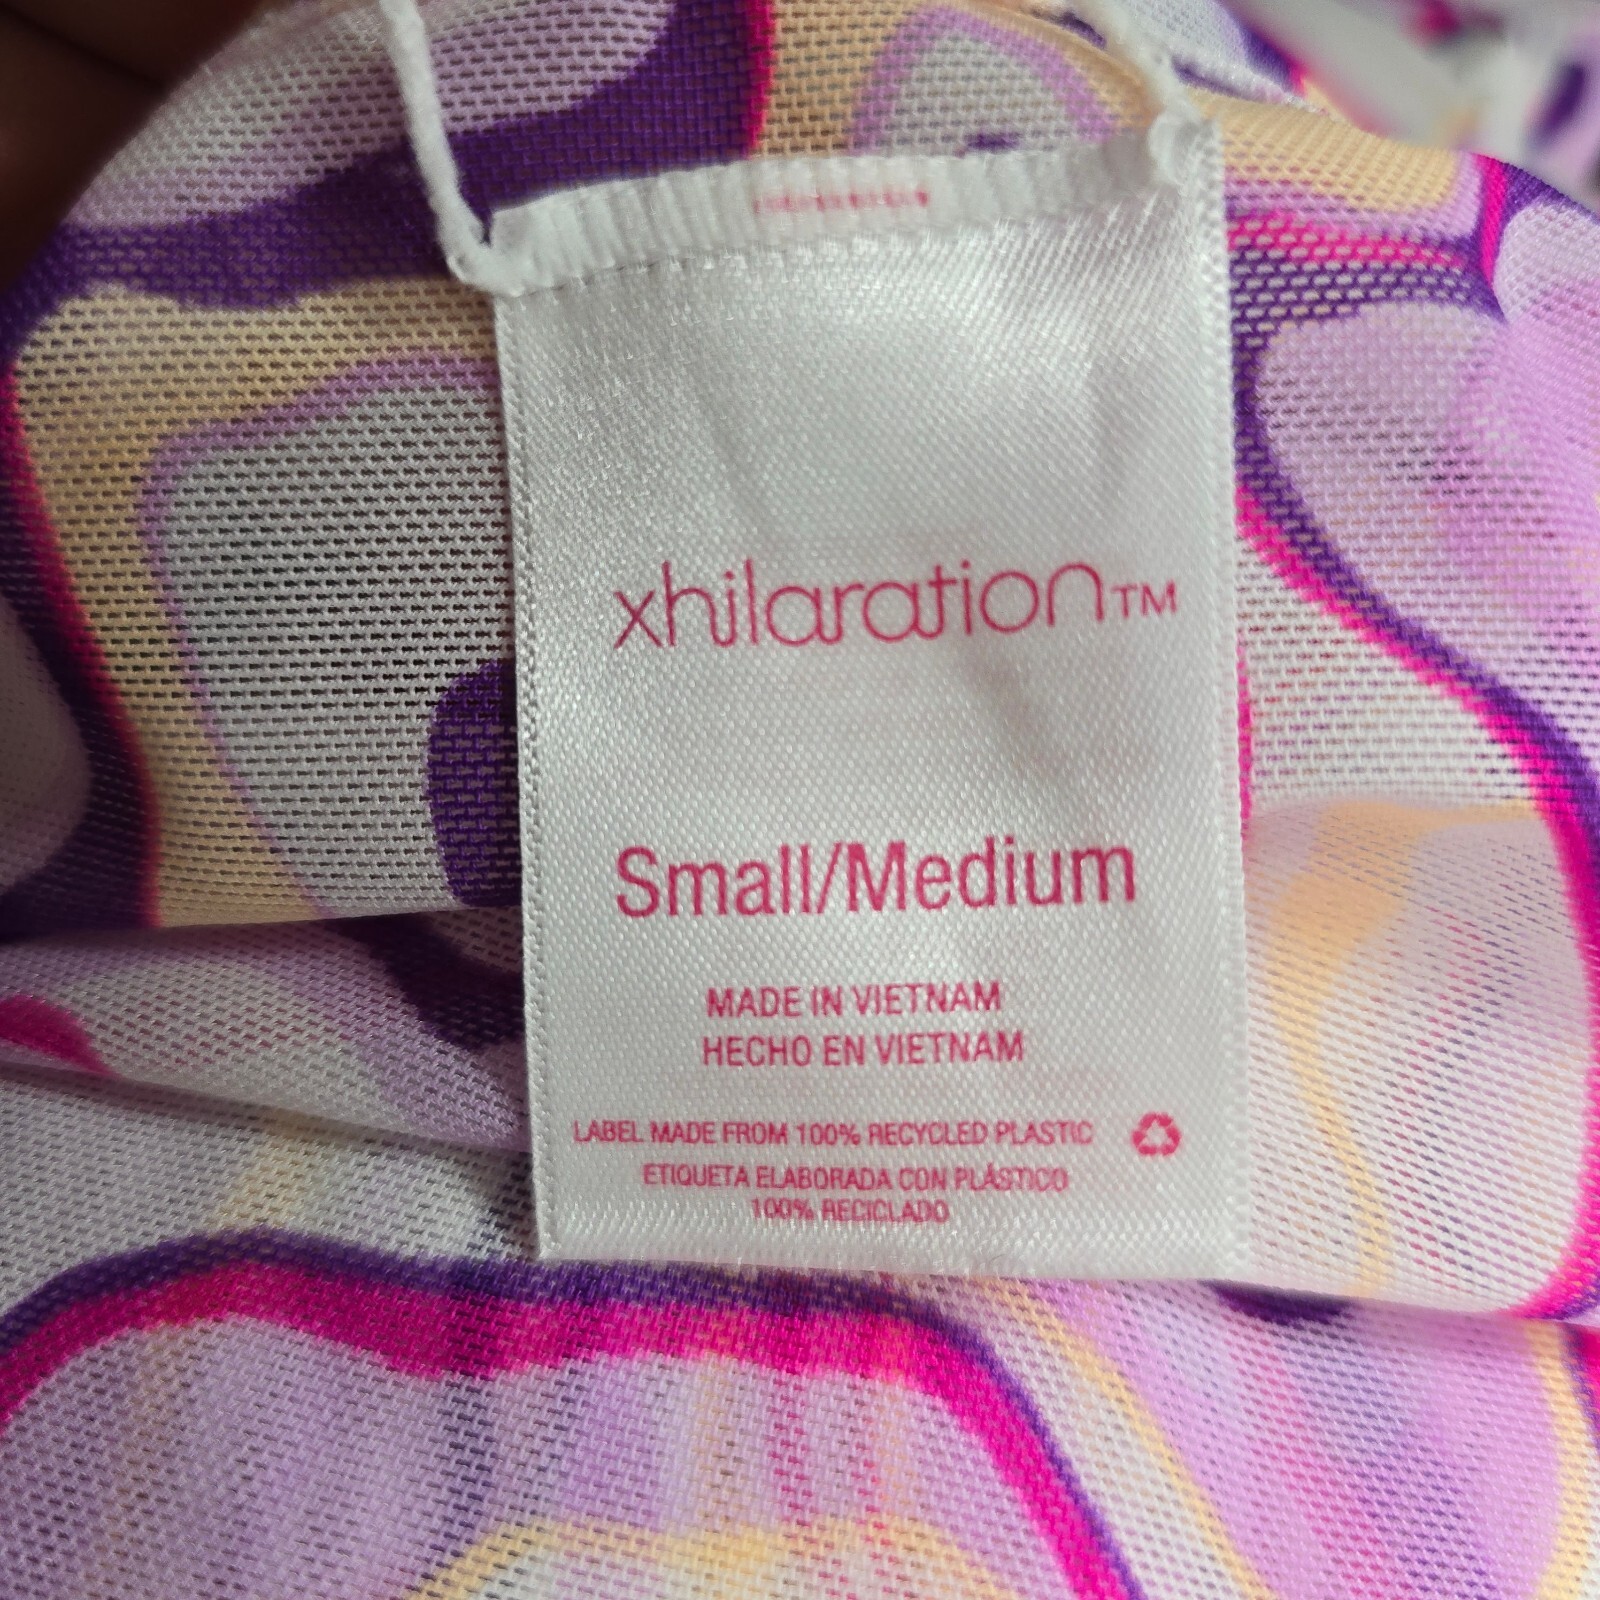 xhilaration™
Small/Medium
MADE IN VIETNAM
HECHO EN VIETNAM
LABEL MADE FROM 100% RECYCLED PLASTIC
ETIQUETA ELABORADA CON PLÁSTICO
100% RECICLADO